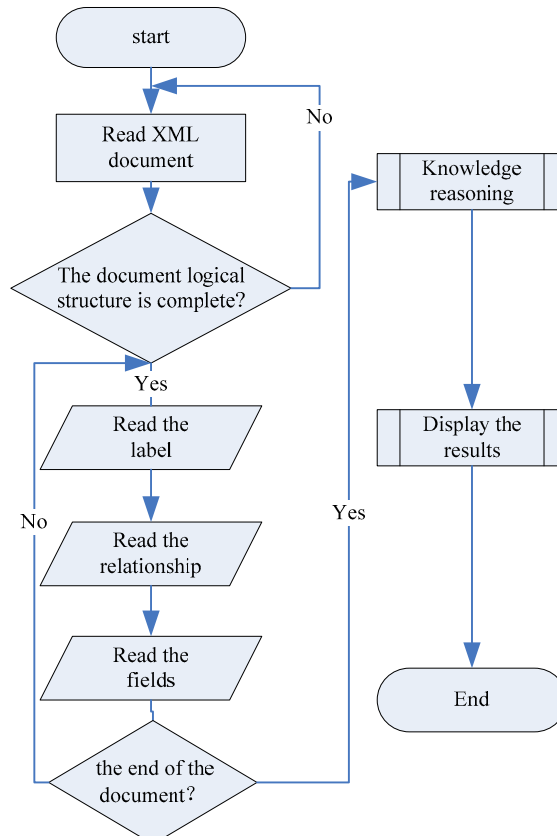 start
No
Read XML
document
The document logical
structure is complete?
Yes
Read the
label
No
Read the
relationship
Read the
fields
the end of the
document?
Yes
Knowledge
reasoning
Display the
results
End